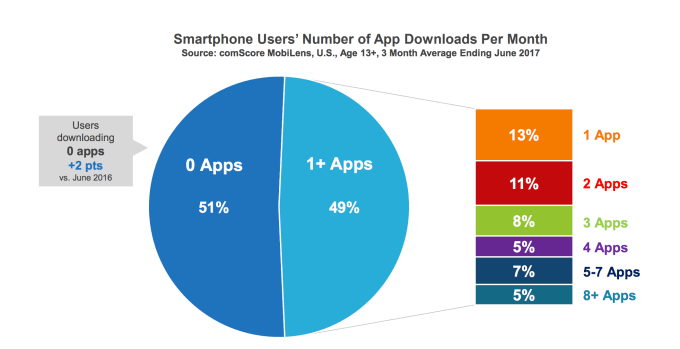 Smartphone Users' Number of App Downloads Per Month
Source: comScore MobiLens, U.S., Age 13+, 3 Month Average Ending June 2017
Users
downloading
0 apps
+2 pts
vs. June 2016
0 Apps
51%
1+ Apps
49%
13%
1 App
11%
2 Apps
8%
3 Apps
5%
4 Apps
7%
5-7 Apps
5%
8+ Apps